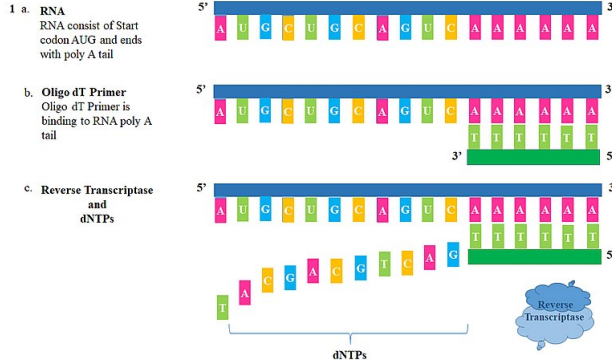 1 a. RNA
RNA consist of Start
codon AUG and ends
with poly A tail
5’ 3
A U G C U G C A G U C A A A A A A
b. Oligo dT Primer
Oligo dT Primer is
binding to RNA poly A
tail
5’ 3
A U G C U G C A G U C A A A A A A
T T T T T T
3’ 5
c. Reverse Transcriptase
and
dNTPs
5’ 3
A U G C U G C A G U C A A A A A A
T T T T T T
5
T A C G A C G T C A G
dNTPs
Reverse
Transcriptase